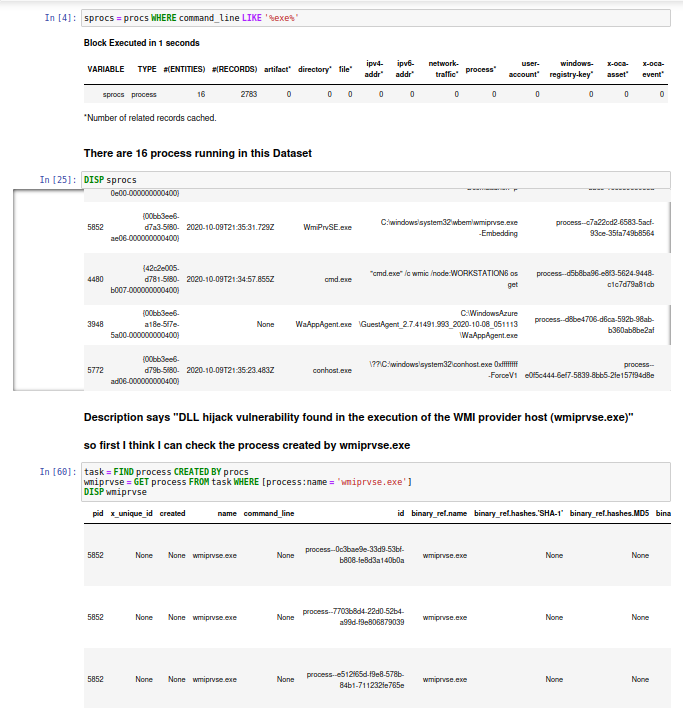 In [4]: sprocs = procs WHERE command_line LIKE '%exe%'
Block Executed in 1 seconds
VARIABLE TYPE #(ENTITIES) #(RECORDS) artifact* directory* file* ipv4-addr* ipv6-addr* network-traffic* process* user-account* windows-registry-key* x-oca-asset* x-oca-event*
sprocs process 16 2783 0 0 0 0 0 0 0 0 0 0 0
*Number of related records cached.
There are 16 process running in this Dataset
In [25]: DISP sprocs
0e00-000000000400}
5852 {00bb3ee6-d7a3-5f80-ae06-000000000400} 2020-10-09T21:35:31.729Z WmiPrvSE.exe C:\windows\system32\wbem\wmiprvse.exe -Embedding process--c7a22cd2-6583-5acf-93ce-35fa749b8564
4480 {42c2e005-d781-5f80-b007-000000000400} 2020-10-09T21:34:57.855Z cmd.exe "cmd.exe" /c wmic /node:WORKSTATION6 os get process--d5b8ba96-e8f3-5624-9448-c1c7d79a81cb
3948 {00bb3ee6-a18e-5f7e-5a00-000000000400} None WaAppAgent.exe C:\WindowsAzure\GuestAgent_2.7.41491.993_2020-10-08_051113\WaAppAgent.exe process--d8be4706-d6ca-592b-98ab-b360ab8be2af
5772 {00bb3ee6-d79b-5f80-ad06-000000000400} 2020-10-09T21:35:23.483Z conhost.exe \??\C:\windows\system32\conhost.exe 0xffffffff -ForceV1 process--e0f5c444-6ef7-5839-8bb5-2fe157f94d8e
Description says "DLL hijack vulnerability found in the execution of the WMI provider host (wmiprvse.exe)"
so first I think I can check the process created by wmiprvse.exe
In [60]: task = FIND process CREATED BY procs
wmiprvse = GET process FROM task WHERE [process:name = 'wmiprvse.exe']
DISP wmiprvse
pid x_unique_id created name command_line id binary_ref.name binary_ref.hashes.'SHA-1' binary_ref.hashes.MD5 bina
5852 None None wmiprvse.exe None process--0c3bae9e-33d9-53bf-b808-fe8d3a140b0a wmiprvse.exe None None
5852 None None wmiprvse.exe None process--7703b8d4-22d0-52b4-a99d-f9e806879039 wmiprvse.exe None None
5852 None None wmiprvse.exe None process--e512f65d-f9e8-578b-84b1-711232fe765e wmiprvse.exe None None